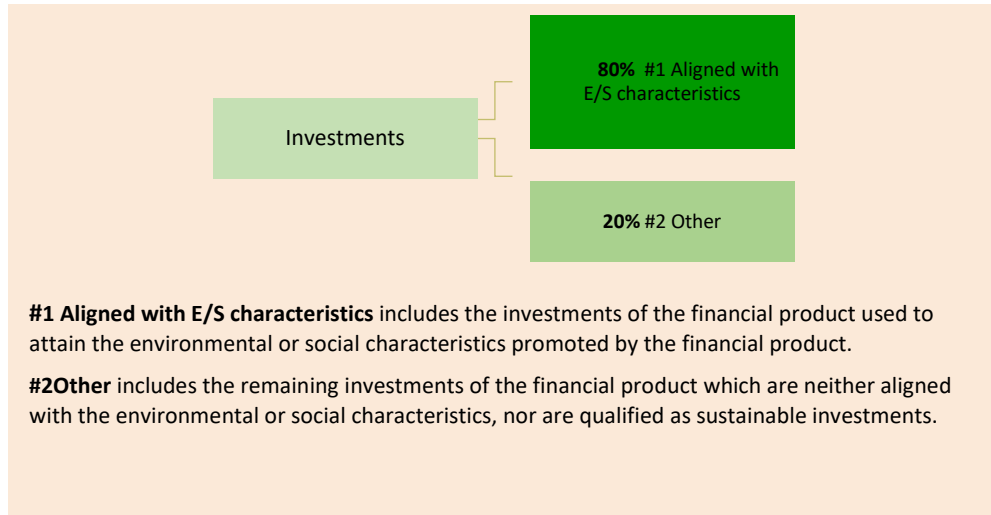 80% #1 Aligned with
E/S characteristics
Investments
20% #2 Other
#1 Aligned with E/S characteristics includes the investments of the financial product used to
attain the environmental or social characteristics promoted by the financial product.
#2Other includes the remaining investments of the financial product which are neither aligned
with the environmental or social characteristics, nor are qualified as sustainable investments.